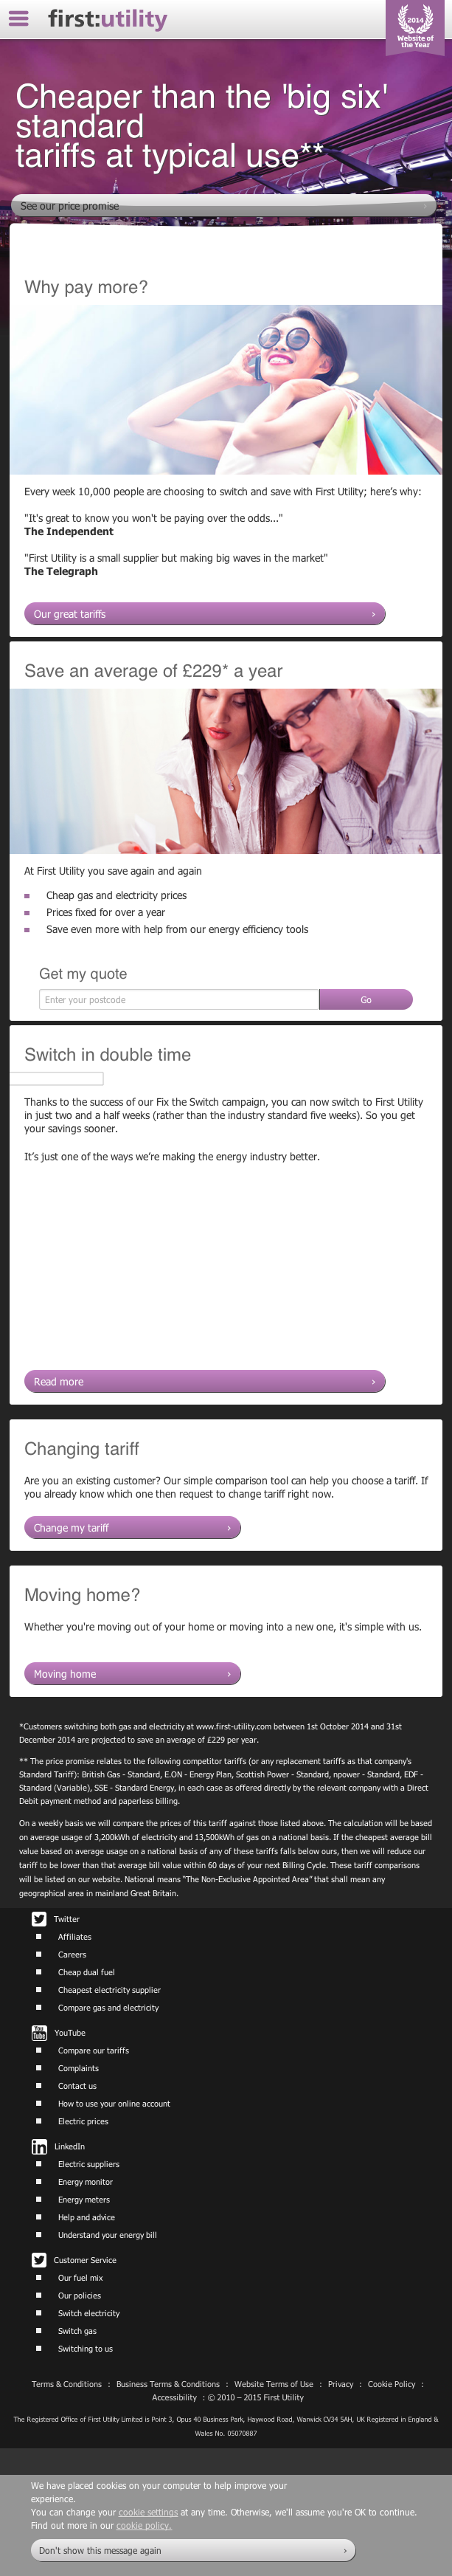 first:utility
2014
Website of
the Year
Cheaper than the 'big six'
standard
tariffs at typical use**
See our price promise
Why pay more?
Every week 10,000 people are choosing to switch and save with First Utility; here's why:
"It's great to know you won't be paying over the odds..."
The Independent
"First Utility is a small supplier but making big waves in the market"
The Telegraph
Our great tariffs ›
Save an average of £229* a year
At First Utility you save again and again
Cheap gas and electricity prices
Prices fixed for over a year
Save even more with help from our energy efficiency tools
Get my quote
Enter your postcode
Go
Switch in double time
Thanks to the success of our Fix the Switch campaign, you can now switch to First Utility
in just two and a half weeks (rather than the industry standard five weeks). So you get
your savings sooner.
It's just one of the ways we're making the energy industry better.
Read more ›
Changing tariff
Are you an existing customer? Our simple comparison tool can help you choose a tariff. If
you already know which one then request to change tariff right now.
Change my tariff ›
Moving home?
Whether you're moving out of your home or moving into a new one, it's simple with us.
Moving home ›
*Customers switching both gas and electricity at www.first-utility.com between 1st October 2014 and 31st
December 2014 are projected to save an average of £229 per year.
** The price promise relates to the following competitor tariffs (or any replacement tariffs as that company's
Standard Tariff): British Gas - Standard, E.ON - Energy Plan, Scottish Power - Standard, npower - Standard, EDF -
Standard (Variable), SSE - Standard Energy, in each case as offered directly by the relevant company with a Direct
Debit payment method and paperless billing.
On a weekly basis we will compare the prices of this tariff against those listed above. The calculation will be based
on average usage of 3,200kWh of electricity and 13,500kWh of gas on a national basis. If the cheapest average bill
value based on average usage on a national basis of any of these tariffs falls below ours, then we will reduce our
tariff to be lower than that average bill value within 60 days of your next Billing Cycle. These tariff comparisons
will be listed on our website. National means "The Non-Exclusive Appointed Area" that shall mean any
geographical area in mainland Great Britain.
Twitter
Affiliates
Careers
Cheap dual fuel
Cheapest electricity supplier
Compare gas and electricity
You Tube YouTube
Compare our tariffs
Complaints
Contact us
How to use your online account
Electric prices
in LinkedIn
Electric suppliers
Energy monitor
Energy meters
Help and advice
Understand your energy bill
Customer Service
Our fuel mix
Our policies
Switch electricity
Switch gas
Switching to us
Terms & Conditions : Business Terms & Conditions : Website Terms of Use : Privacy : Cookie Policy :
Accessibility : © 2010 – 2015 First Utility
The Registered Office of First Utility Limited is Point 3, Opus 40 Business Park, Haywood Road, Warwick CV34 5AH, UK Registered in England &
Wales No. 05070887
We have placed cookies on your computer to help improve your
experience.
You can change your cookie settings at any time. Otherwise, we'll assume you're OK to continue.
Find out more in our cookie policy.
Don't show this message again ›